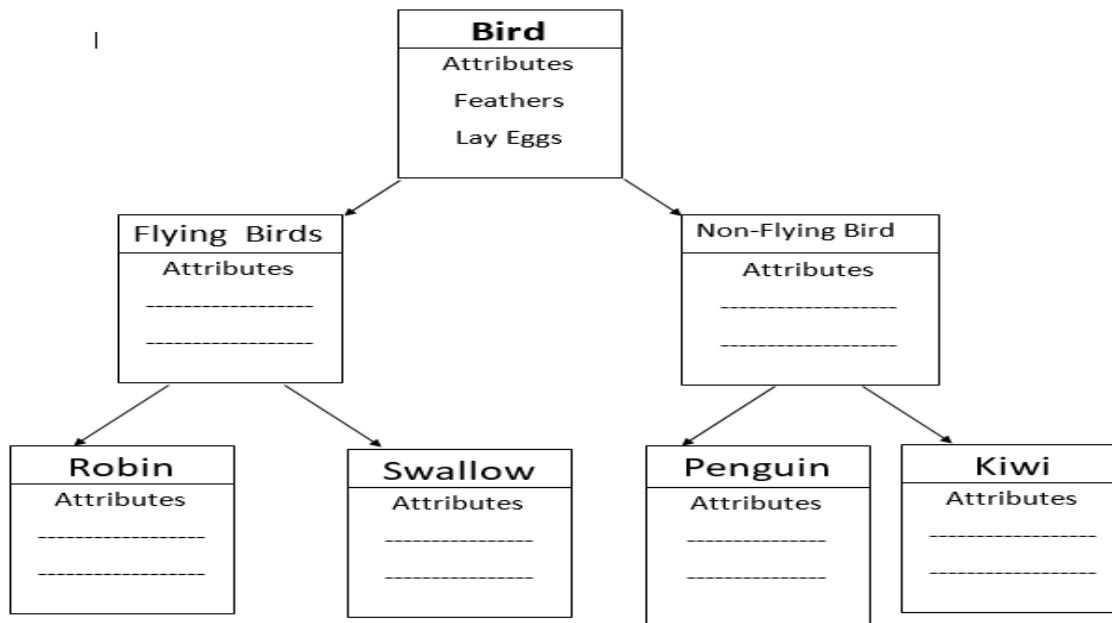 Bird
Attributes
Feathers
Lay Eggs
Flying Birds
Attributes
------------------
------------------
Non-Flying Bird
Attributes
-------------------
-------------------
Robin
Attributes
------------------
------------------
Swallow
Attributes
----------------
----------------
Penguin
Attributes
---------------
---------------
Kiwi
Attributes
------------------
------------------